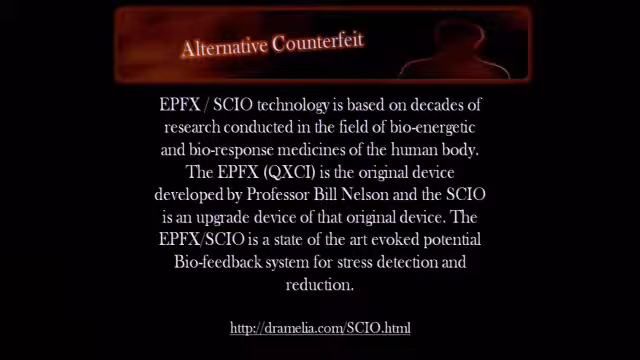 Alternative Counterfeit
EPFX / SCIO technology is based on decades of
research conducted in the field of bio-energetic
and bio-response medicines of the human body.
The EPFX (QXCI) is the original device
developed by Professor Bill Nelson and the SCIO
is an upgrade device of that original device. The
EPFX/SCIO is a state of the art evoked potential
Bio-feedback system for stress detection and
reduction.
http://dramelia.com/SCIO.html